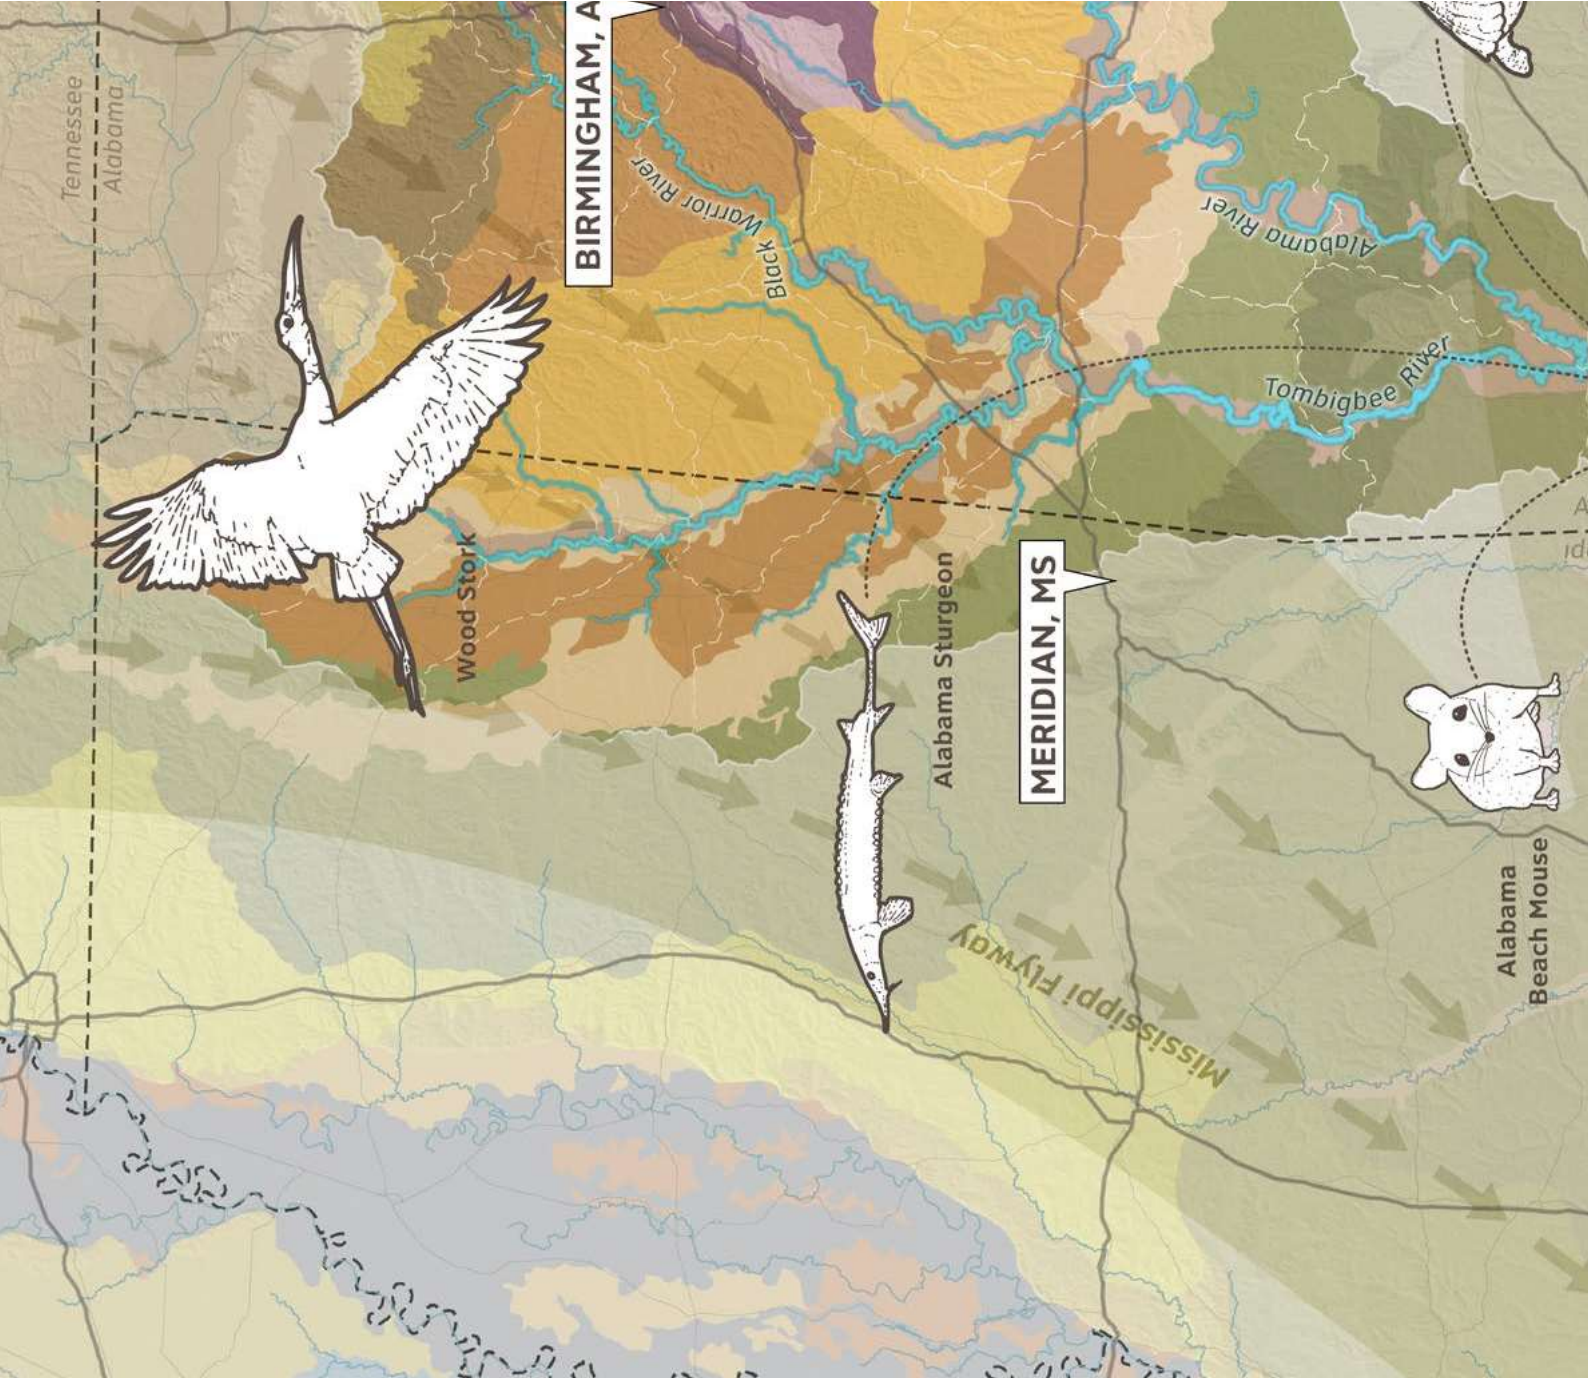 Tennessee
Alabama
BIRMINGHAM, A
Black Warrior River
Alabama River
Tombigbee River
Wood Stork
Alabama Sturgeon
MERIDIAN, MS
Mississippi Flyway
Alabama
Beach Mouse